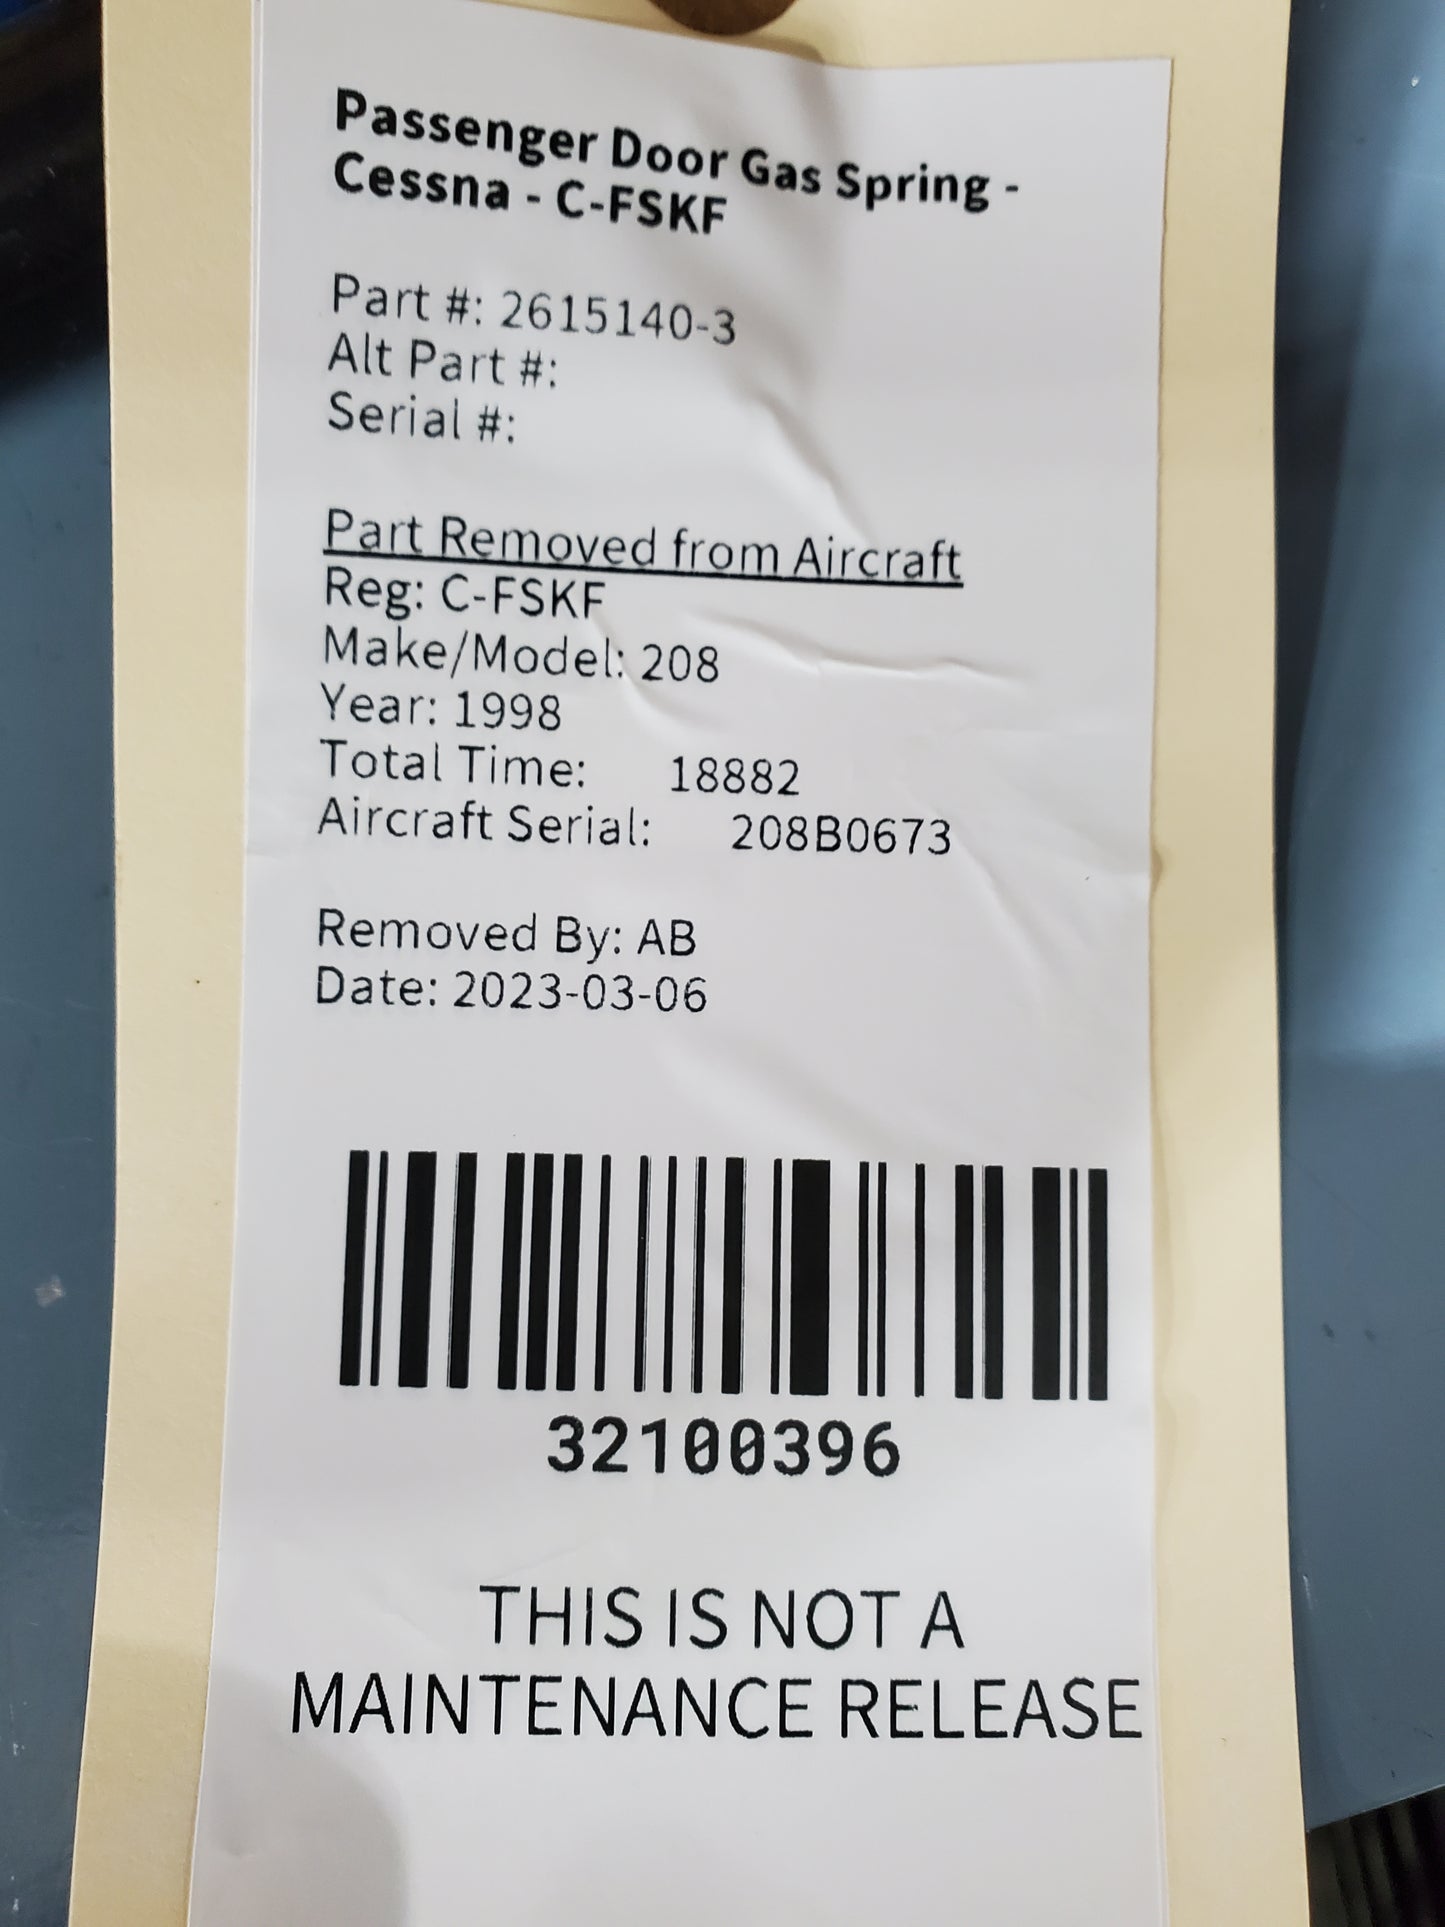 Passenger Door Gas Spring -
Cessna - C-FSKF
Part #: 2615140-3
Alt Part #:
Serial #:
Part Removed from Aircraft
Reg: C-FSKF
Make/Model: 208
Year: 1998
Total Time: 18882
Aircraft Serial: 208B0673
Removed By: AB
Date: 2023-03-06
32100396
THIS IS NOT A
MAINTENANCE RELEASE